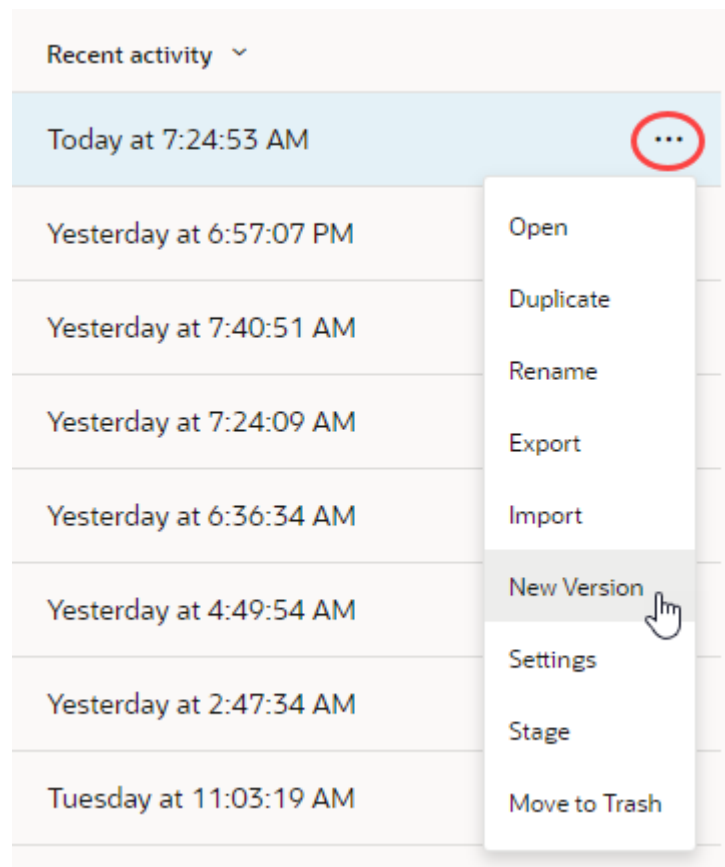 Recent activity
Today at 7:24:53 AM
Yesterday at 6:57:07 PM
Open
Duplicate
Yesterday at 7:40:51 AM
Rename
Yesterday at 7:24:09 AM
Export
Yesterday at 6:36:34 AM
Import
New Version
Yesterday at 4:49:54 AM
Settings
Yesterday at 2:47:34 AM
Stage
Tuesday at 11:03:19 AM
Move to Trash